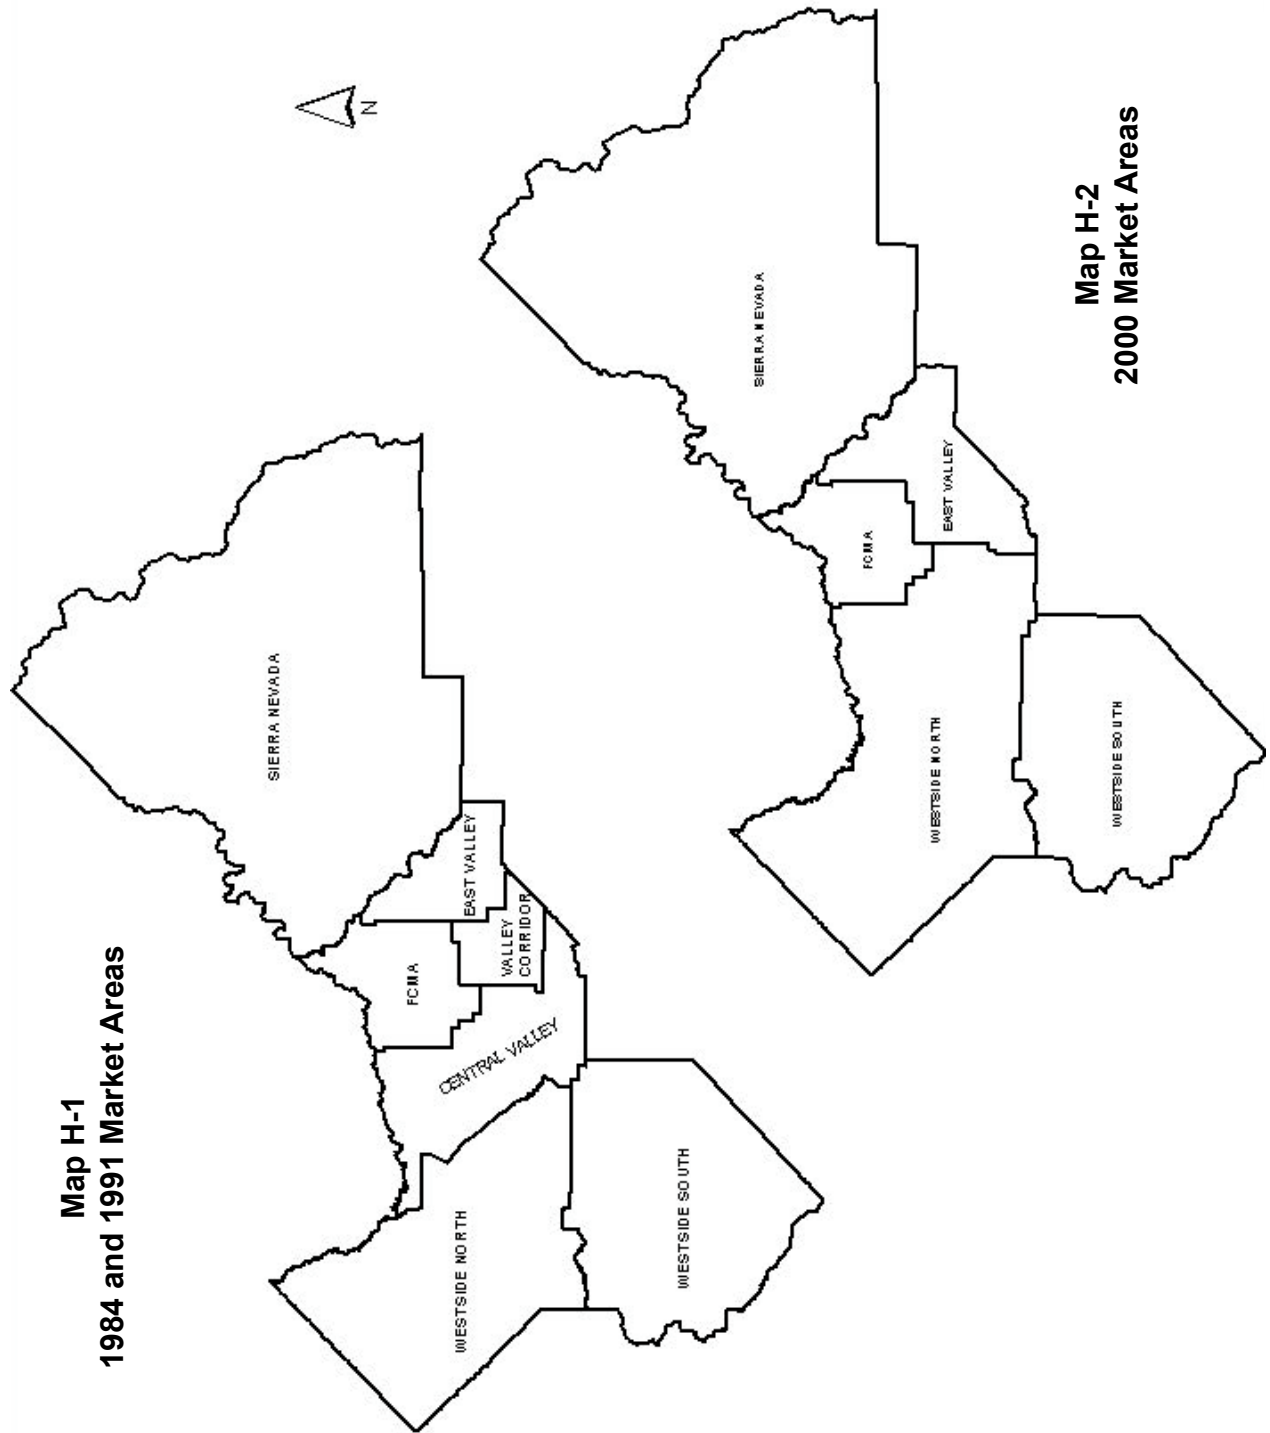 Map H-1
1984 and 1991 Market Areas
WESTSIDE NORTH
WESTSIDE SOUTH
CENTRAL VALLEY
FCMA
VALLEY
CORRIDOR
EAST VALLEY
SIERRA NEVADA
N
Map H-2
2000 Market Areas
WESTSIDE NORTH
WESTSIDE SOUTH
FCMA
EAST VALLEY
SIERRA NEVADA